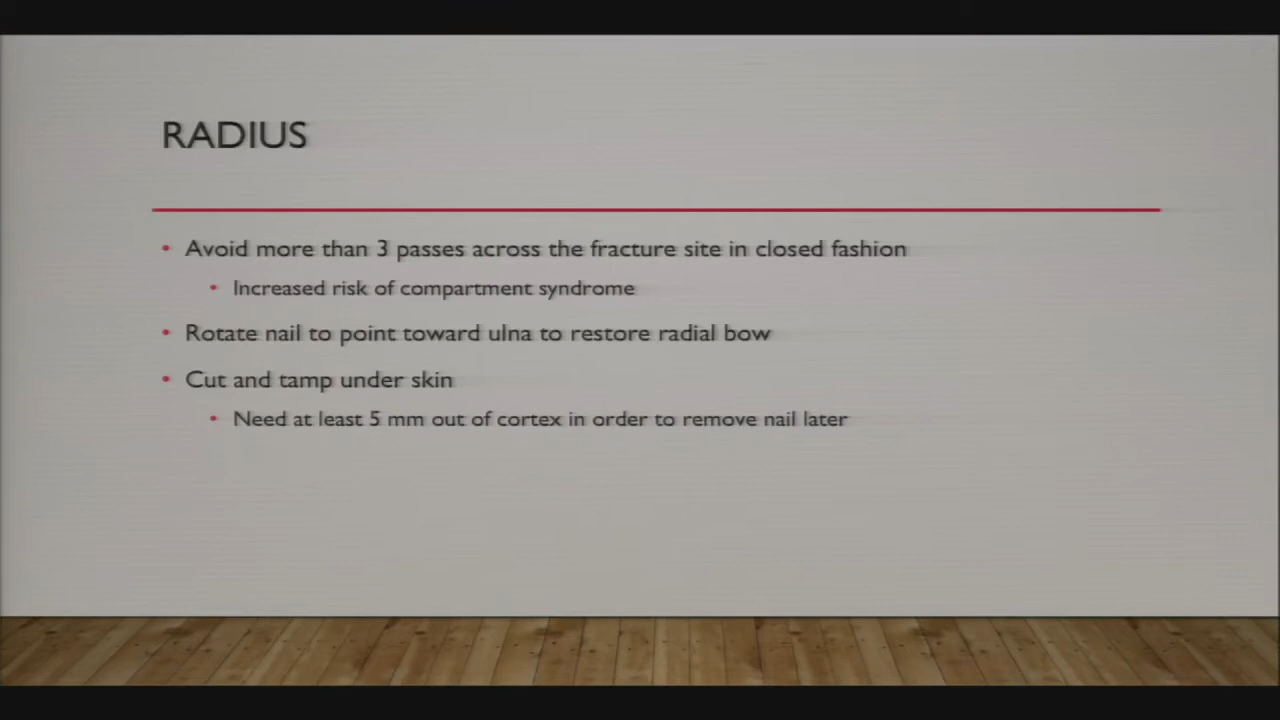 RADIUS
Avoid more than 3 passes across the fracture site in closed fashion
Increased risk of compartment syndrome
Rotate nail to point toward ulna to restore radial bow
Cut and tamp under skin
Need at least 5 mm out of cortex in order to remove nail later